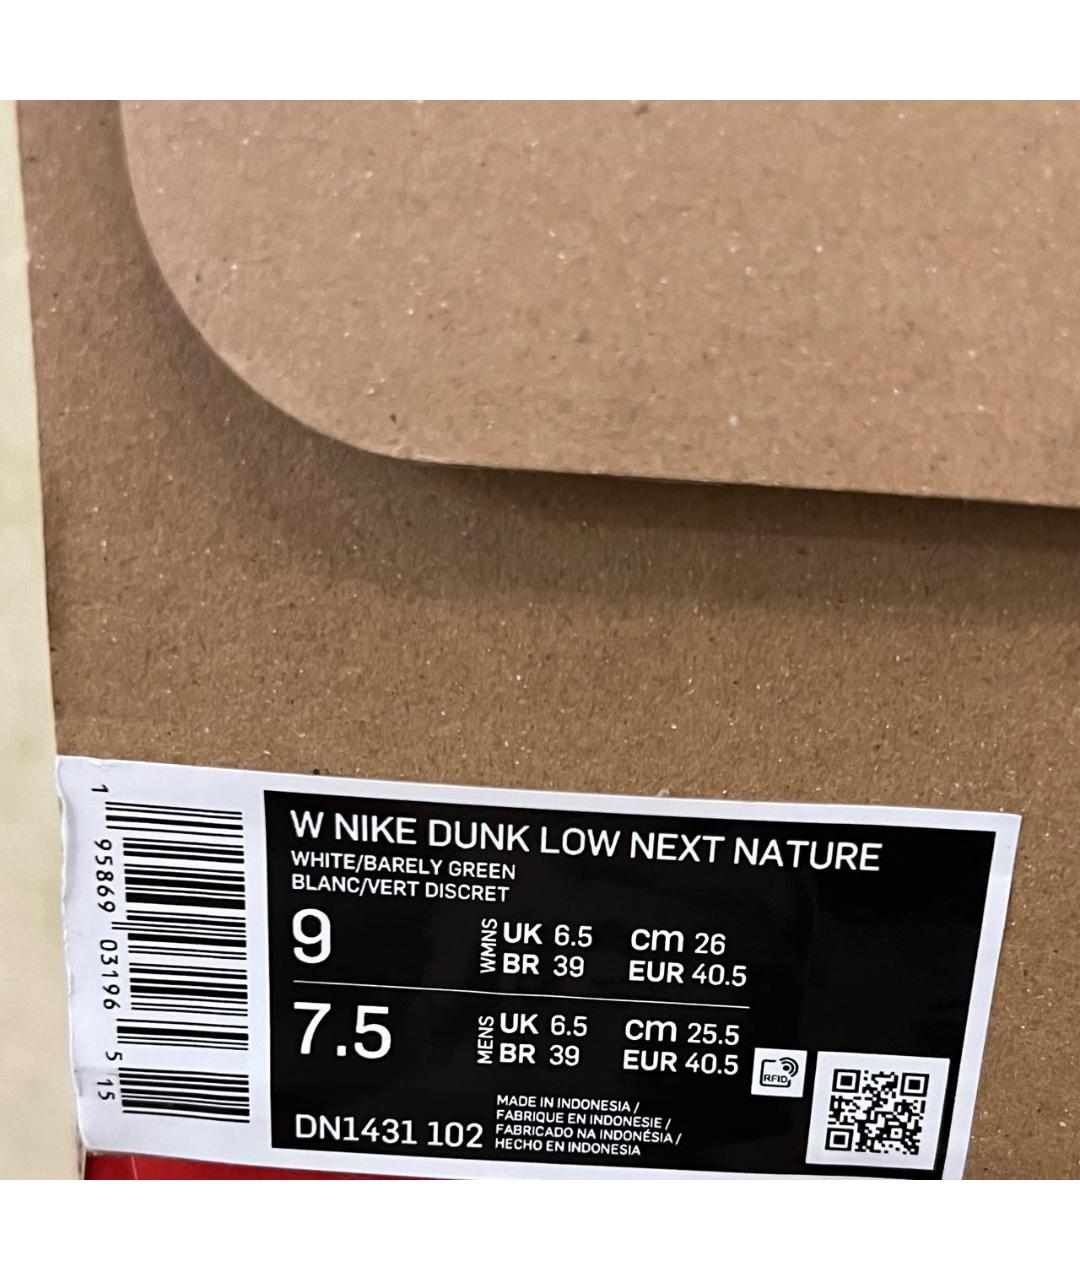 W NIKE DUNK LOW NEXT NATURE
WHITE/BARELY GREEN
BLANC/VERT DISCRET
9
WMNS
UK 6.5 cm 26
BR 39 EUR 40.5
7.5
MENS
UK 6.5 cm 25.5
BR 39 EUR 40.5
RFID
DN1431 102
MADE IN INDONESIA /
FABRIQUE EN INDONESIE /
FABRICADO NA INDONÉSIA /
HECHO EN INDONESIA
1 95869 03196 5 15